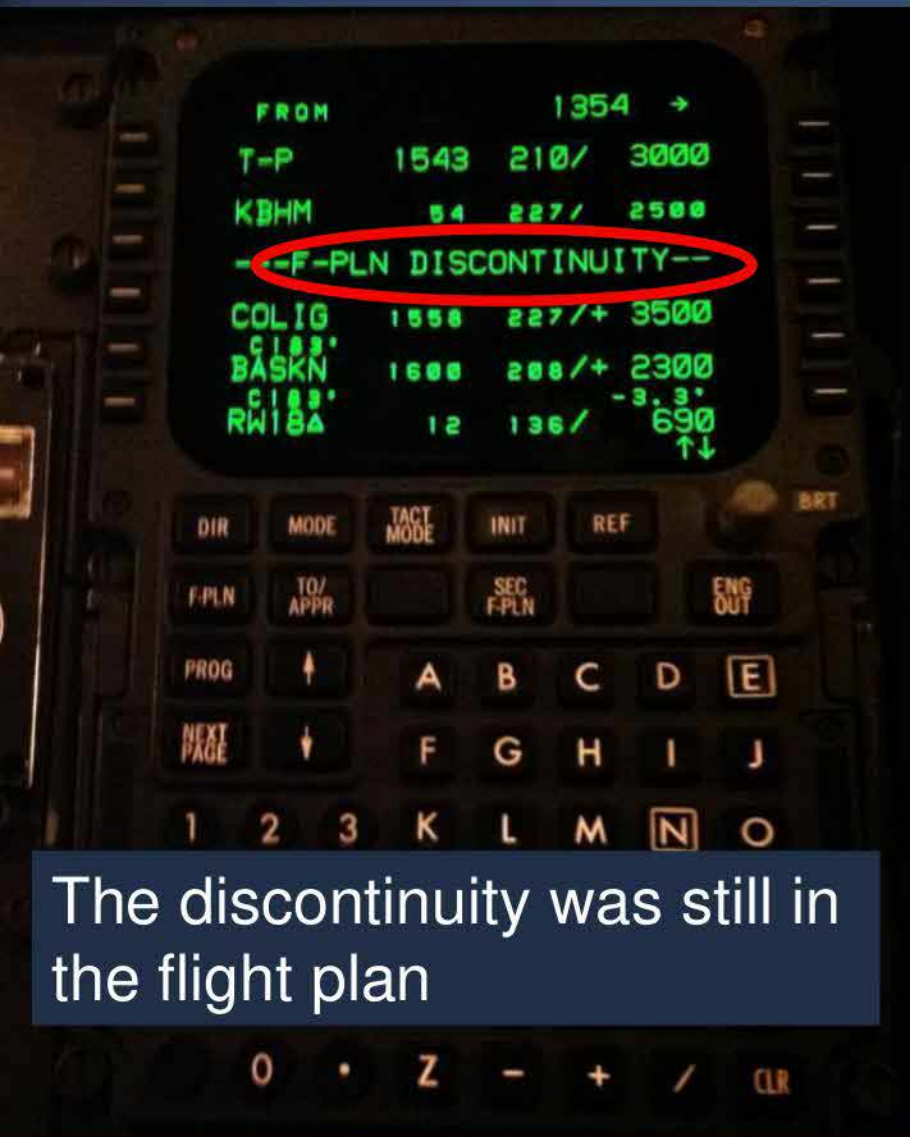 FROM 1354 →
T-P 1543 210/ 3000
KBHM 54 227/ 2500
---F-PLN DISCONTINUITY--
COLIG 1558 227/+ 3500
C183°
BASKN 1600 208/+ 2300
C183° -3.3°
RW18∆ 12 136/ 690
↑↓
BRT
DIR MODE TACT MODE INIT REF
F-PLN TO/ APPR SEC F-PLN ENG OUT
PROG ↑ A B C D E
NEXT PAGE ↓ F G H I J
1 2 3 K L M N O
The discontinuity was still in
the flight plan
0 . Z - + / CLR